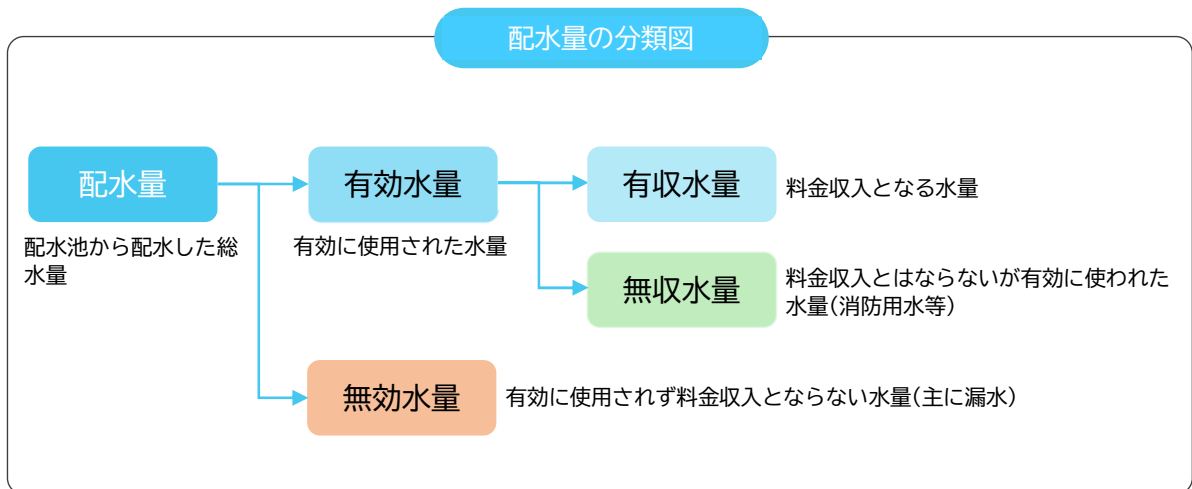 配水量の分類図
配水量
配水池から配水した総
水量
有効水量
有効に使用された水量
有収水量
料金収入となる水量
無収水量
料金収入とはならないが有効に使われた
水量(消防用水等)
無効水量
有効に使用されず料金収入とならない水量(主に漏水)